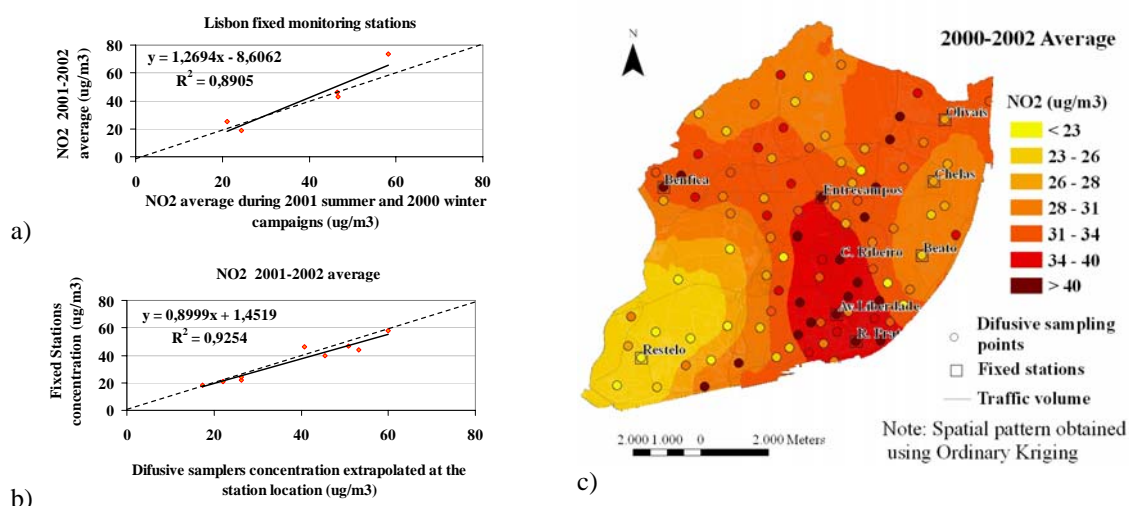 Lisbon fixed monitoring stations
y = 1,2694x - 8,6062
R2 = 0,8905
NO2 2001-2002
average (ug/m3)
80
60
40
20
0
0 20 40 60 80
NO2 average during 2001 summer and 2000 winter
campaigns (ug/m3)
a)
NO2 2001-2002 average
y = 0,8999x + 1,4519
R2 = 0,9254
Fixed Stations
concentration (ug/m3)
80
60
40
20
0
0 20 40 60 80
Difusive samplers concentration extrapolated at the
station location (ug/m3)
b)
N
2000-2002 Average
NO2 (ug/m3)
< 23
23 - 26
26 - 28
28 - 31
31 - 34
34 - 40
> 40
Difusive sampling
points
Fixed stations
Traffic volume
Note: Spatial pattern obtained
using Ordinary Kriging
Olivais
Chelas
Benfica
Entrecampos
C. Ribeiro
Beato
Av.Liberdade
R. Prat
Restelo
2.000 1.000 0 2.000 Meters
c)